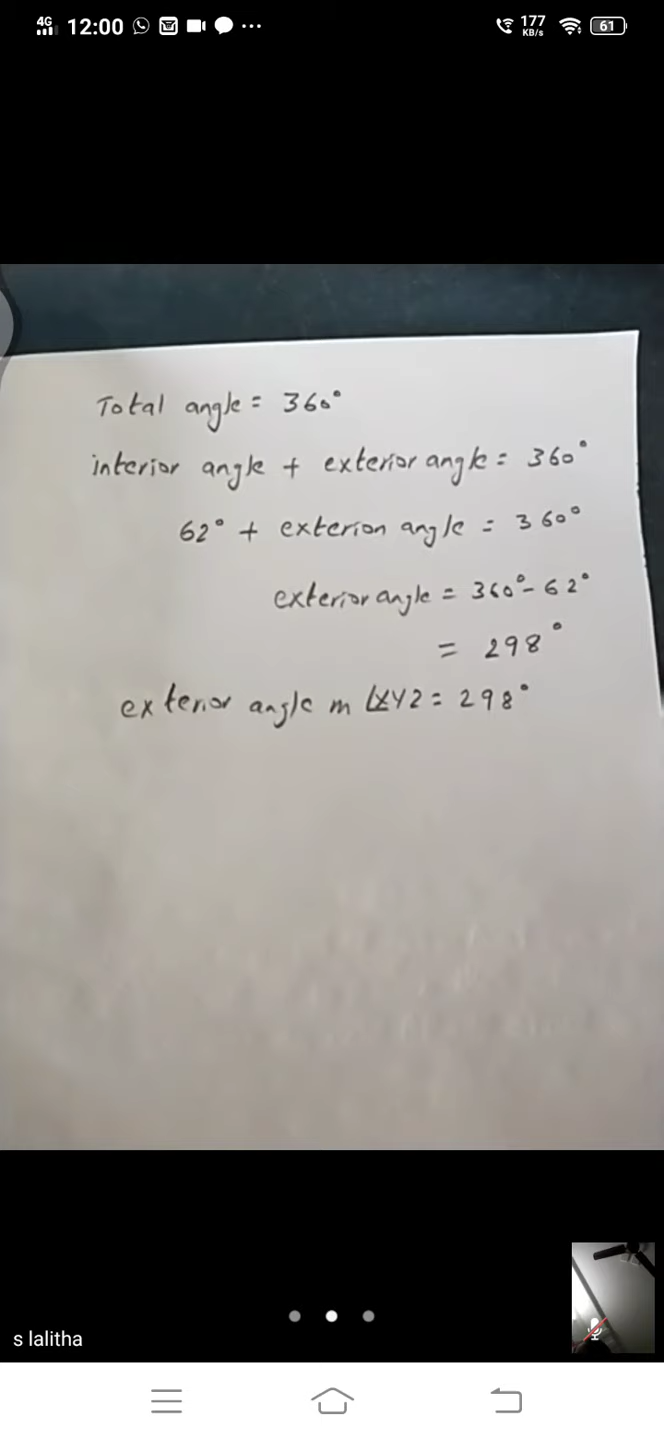 4G 12:00 177 KB/s 61
Total angle = 360°
interior angle + exterior angle = 360°
62° + exterion angle = 360°
exterior angle = 360° - 62°
= 298°
exterior angle m ∠XYZ = 298°
s lalitha